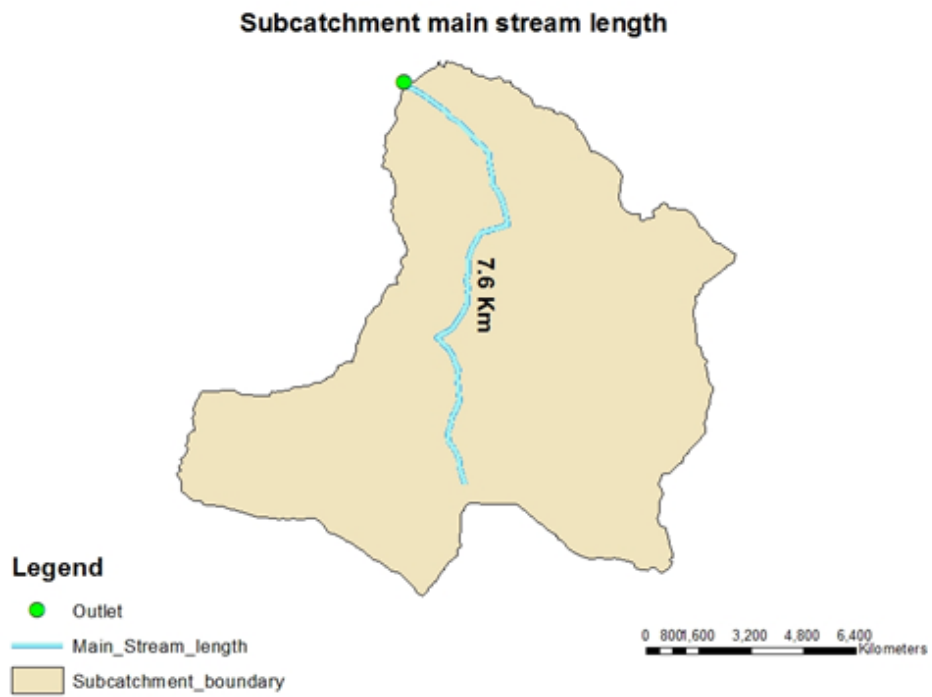 Subcatchment main stream length
7.6 Km
Legend
Outlet
Main_Stream_length
Subcatchment_boundary
0 8001,600 3,200 4,800 6,400
Kilometers